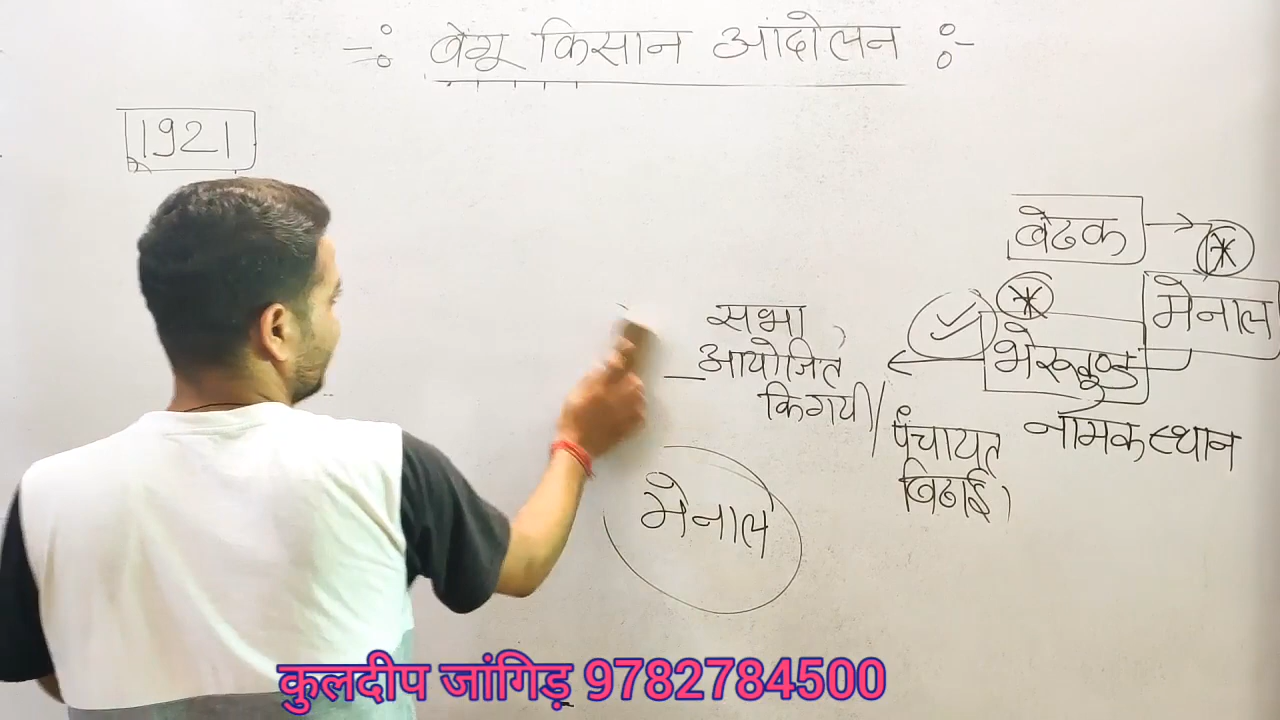 -: बेगू किसान आंदोलन :-
1921
बेठक → *
मेनाल
*
भेरूकुण्ड
नामक स्थान
सभा
आयोजित
कि गयी /
पंचायत
बिठाई।
मेनाल
कुलदीप जांगिड़ 9782784500